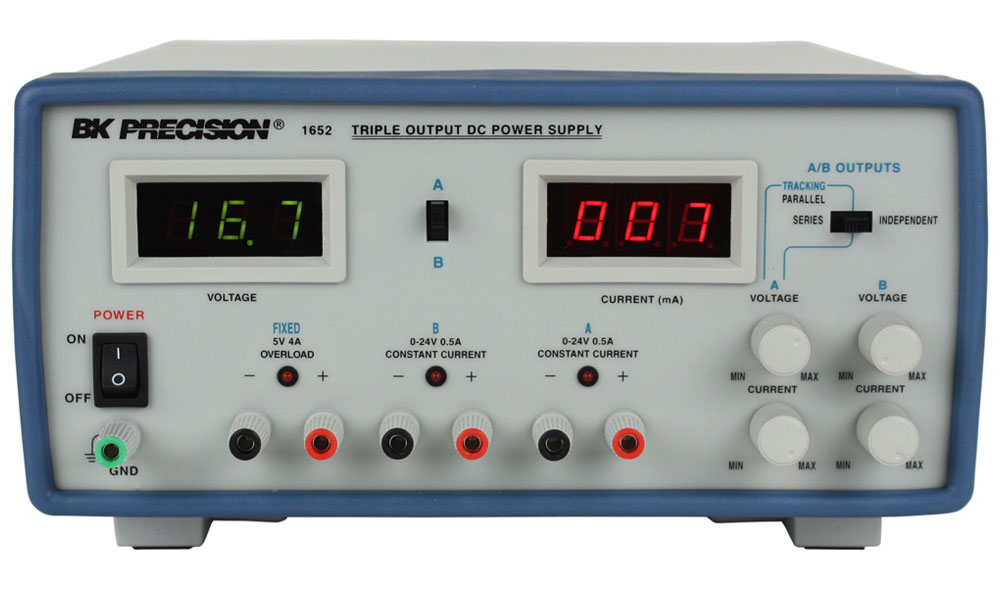 BK PRECISION® 1652 TRIPLE OUTPUT DC POWER SUPPLY
A/B OUTPUTS
TRACKING
PARALLEL
SERIES
INDEPENDENT
A
B
16.7
007
VOLTAGE
CURRENT (mA)
A
VOLTAGE
B
VOLTAGE
MIN
MAX
MIN
MAX
CURRENT
CURRENT
MIN
MAX
MIN
MAX
POWER
ON
I
O
OFF
GND
FIXED
5V 4A
OVERLOAD
− +
B
0-24V 0.5A
CONSTANT CURRENT
− +
A
0-24V 0.5A
CONSTANT CURRENT
− +